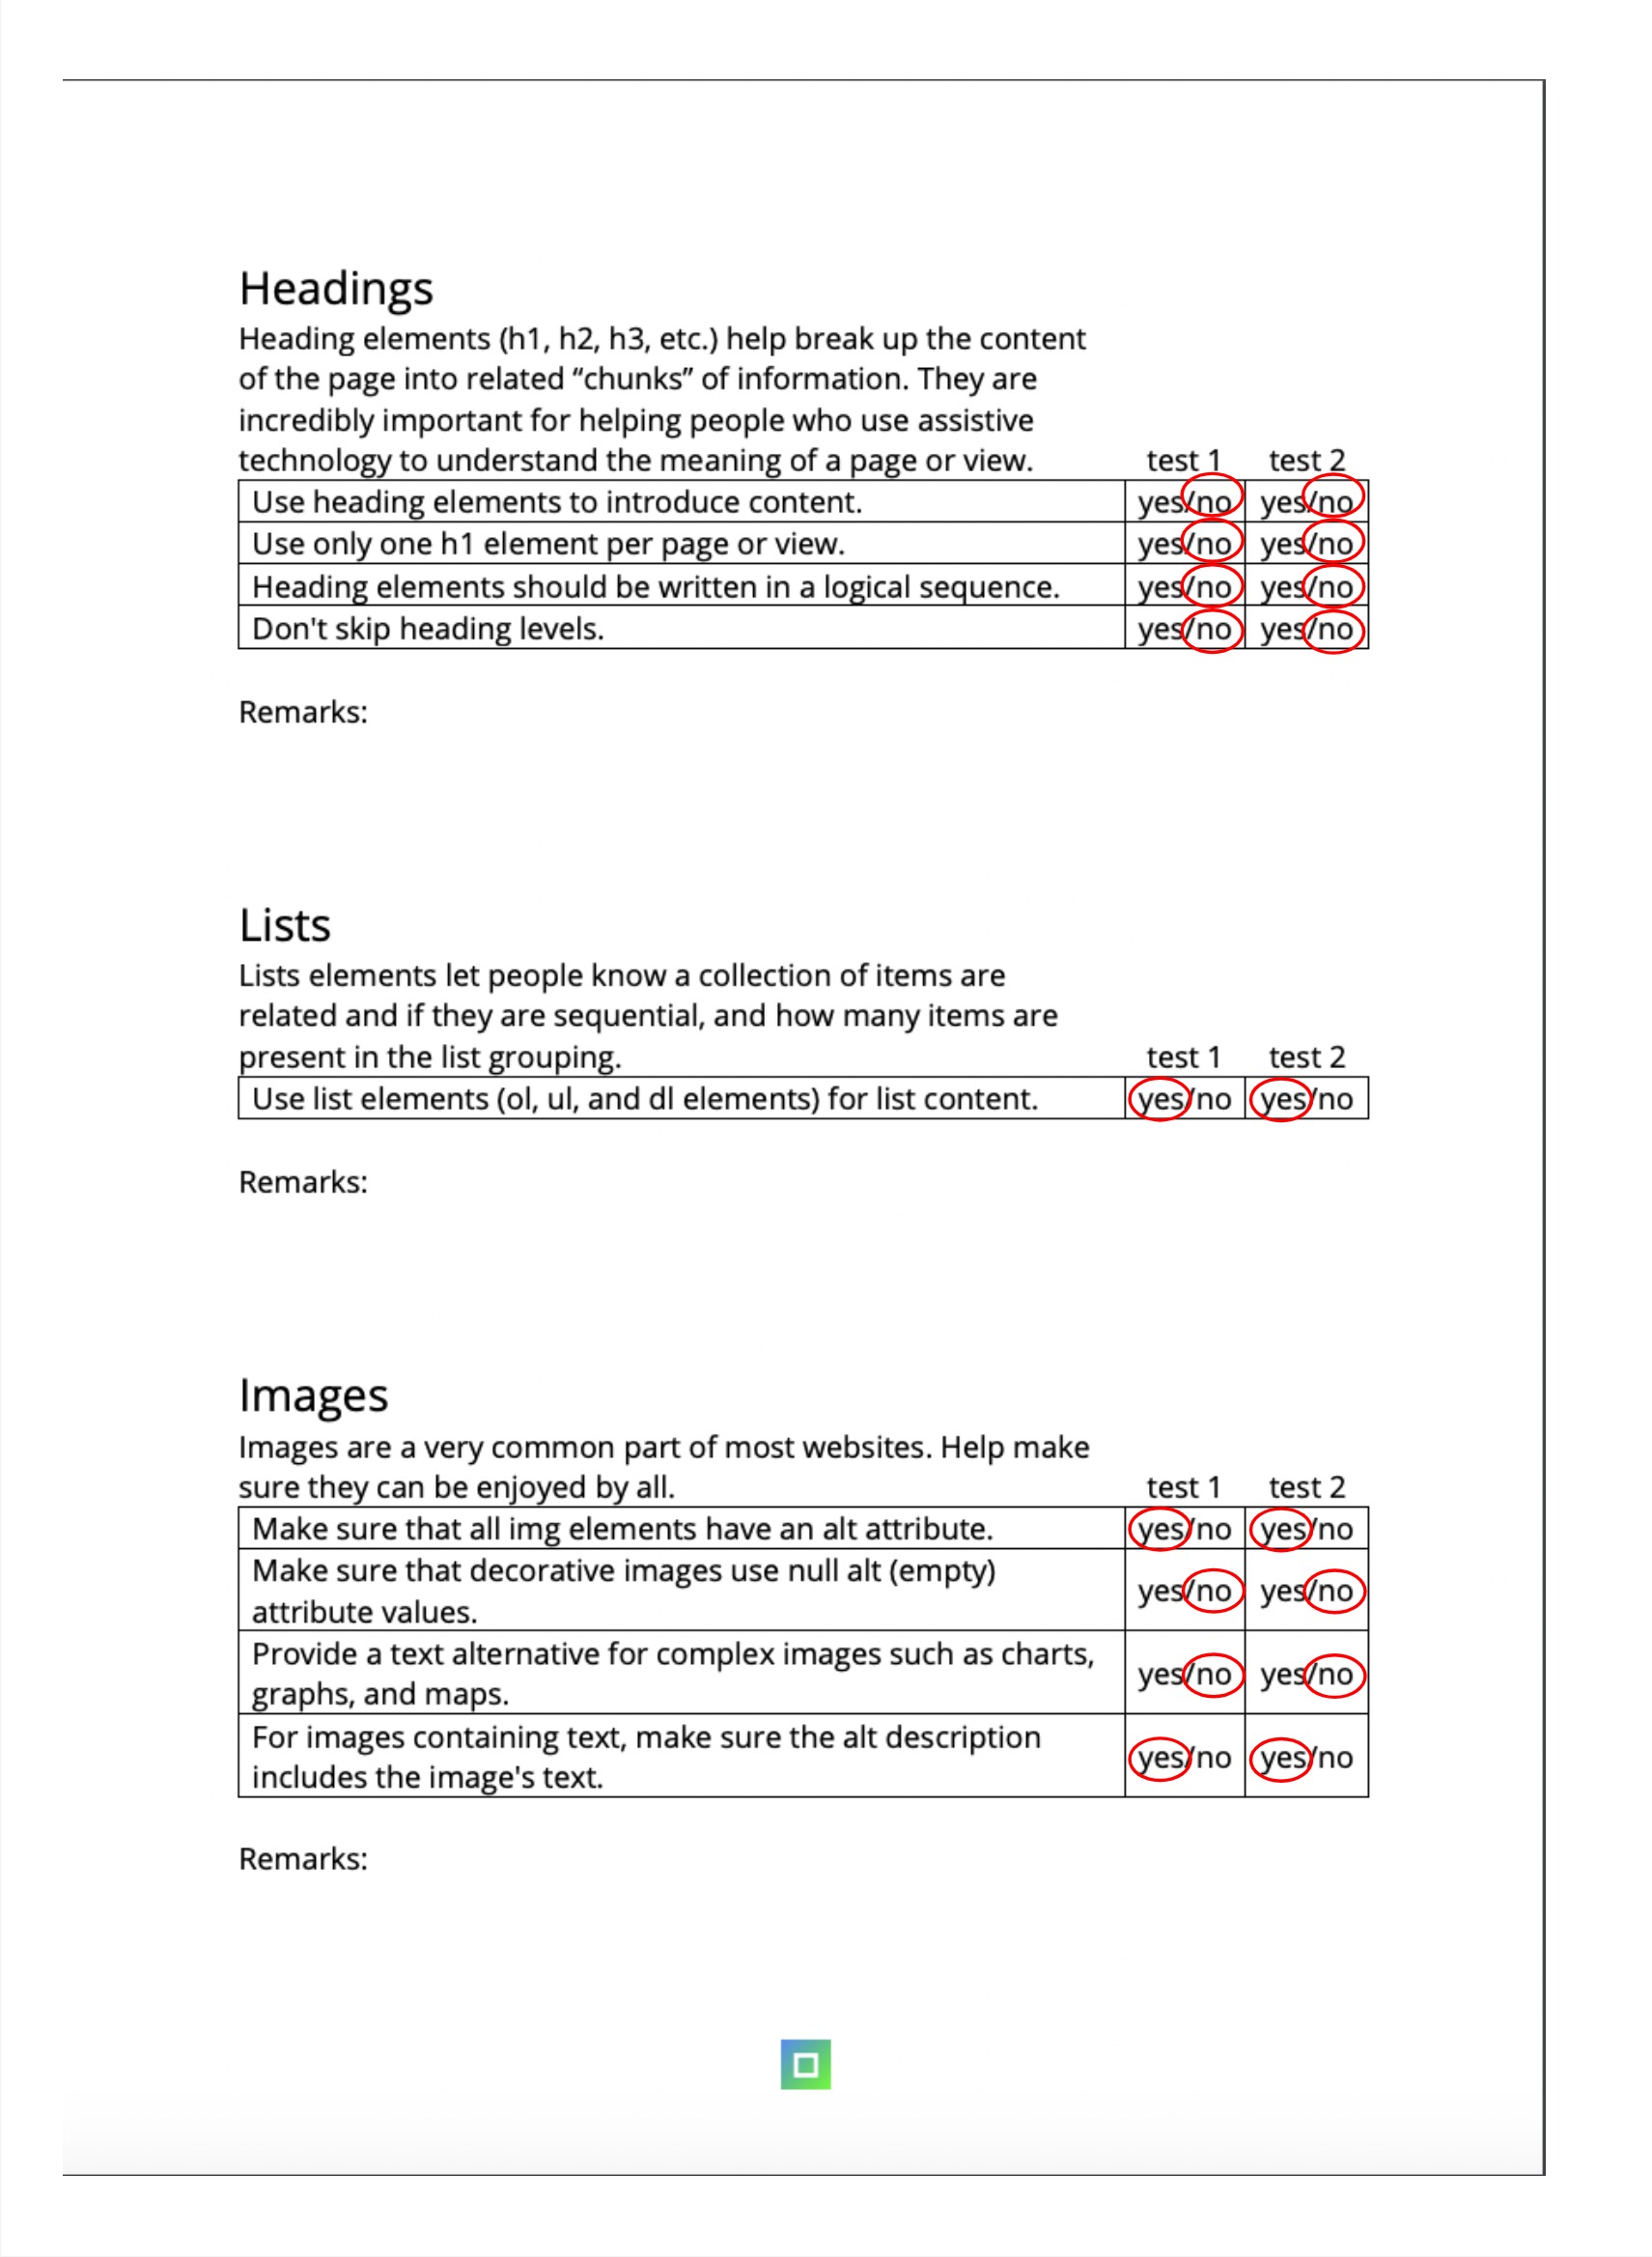 Headings
Heading elements (h1, h2, h3, etc.) help break up the content
of the page into related “chunks” of information. They are
incredibly important for helping people who use assistive
technology to understand the meaning of a page or view. test 1 test 2
Use heading elements to introduce content. yes/no yes/no
Use only one h1 element per page or view. yes/no yes/no
Heading elements should be written in a logical sequence. yes/no yes/no
Don't skip heading levels. yes/no yes/no
Remarks:
Lists
Lists elements let people know a collection of items are
related and if they are sequential, and how many items are
present in the list grouping. test 1 test 2
Use list elements (ol, ul, and dl elements) for list content. yes/no yes/no
Remarks:
Images
Images are a very common part of most websites. Help make
sure they can be enjoyed by all. test 1 test 2
Make sure that all img elements have an alt attribute. yes/no yes/no
Make sure that decorative images use null alt (empty)
attribute values. yes/no yes/no
Provide a text alternative for complex images such as charts,
graphs, and maps. yes/no yes/no
For images containing text, make sure the alt description
includes the image's text. yes/no yes/no
Remarks: